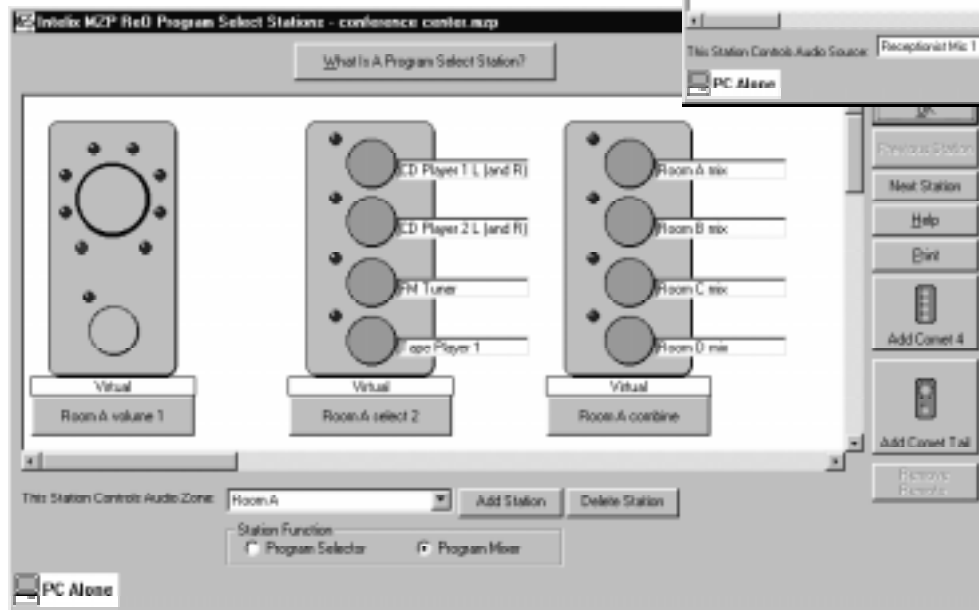 Intelix MZP ReO Program Select Stations - conference center.mzp
This Station Controls Audio Source: Receptionist Mic 1
PC Alone
What Is A Program Select Station?
OK
Previous Station
Next Station
Help
Print
Add Comet 4
Add Comet Tail
Remove Remote
CD Player 1 L (and R)
CD Player 2 L (and R)
FM Tuner
Tape Player 1
Room A mix
Room B mix
Room C mix
Room D mix
Virtual
Virtual
Virtual
Room A volume 1
Room A select 2
Room A combine
This Station Controls Audio Zone: Room A
Add Station
Delete Station
Station Function
Program Selector
Program Mixer
PC Alone